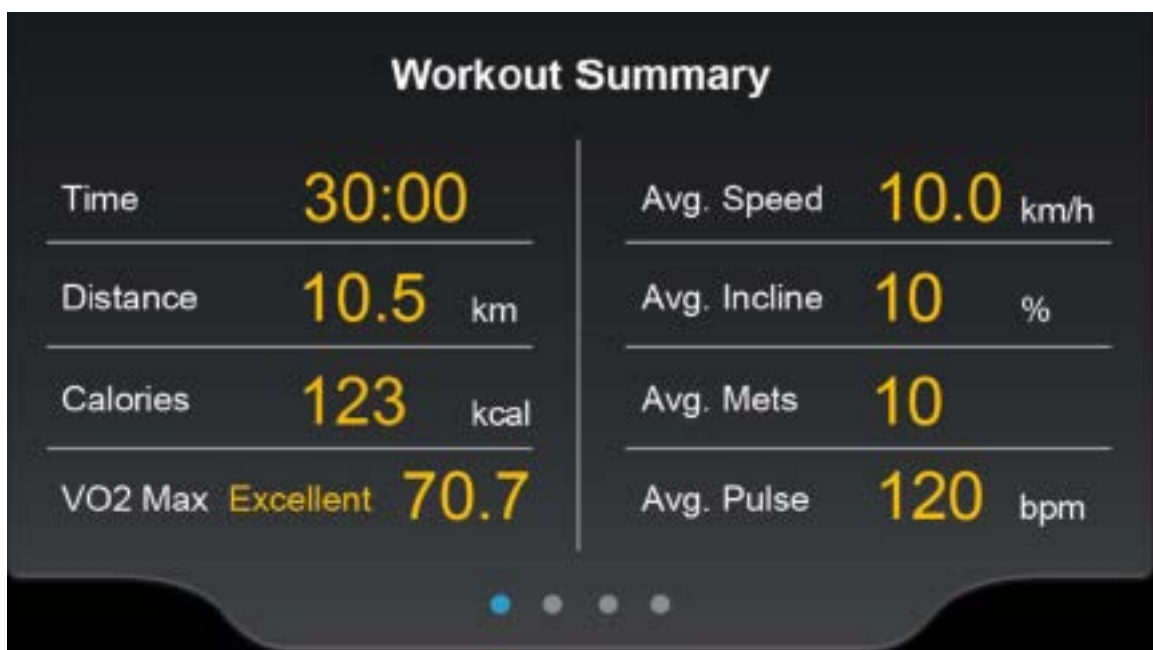 Workout Summary
Time 30:00
Distance 10.5 km
Calories 123 kcal
VO2 Max Excellent 70.7
Avg. Speed 10.0 km/h
Avg. Incline 10 %
Avg. Mets 10
Avg. Pulse 120 bpm